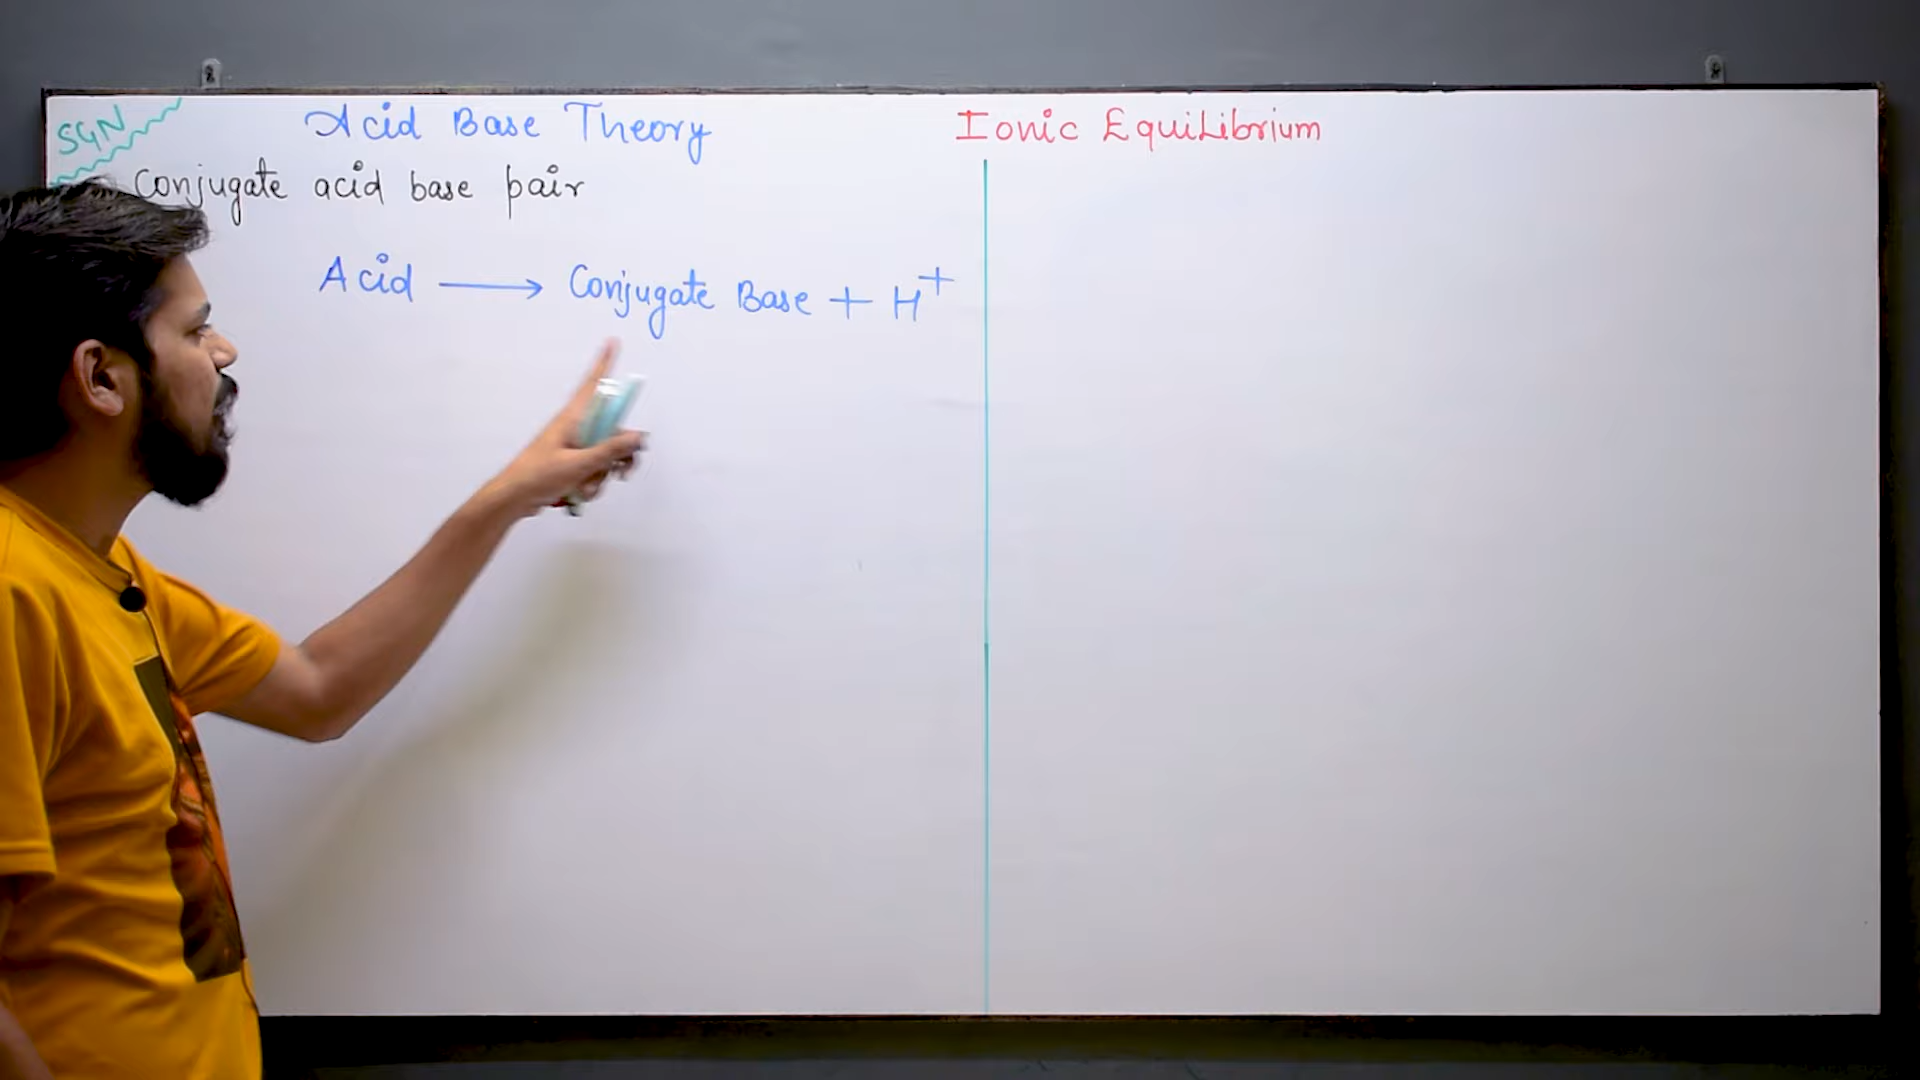 SGN
Acid Base Theory
Ionic Equilibrium
Conjugate acid base pair
Acid ⟶ Conjugate Base + H⁺